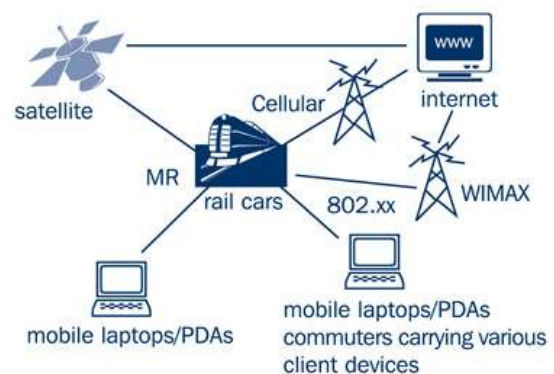 www
satellite
Cellular
internet
MR
rail cars
802.xx
WIMAX
mobile laptops/PDAs
mobile laptops/PDAs
commuters carrying various
client devices